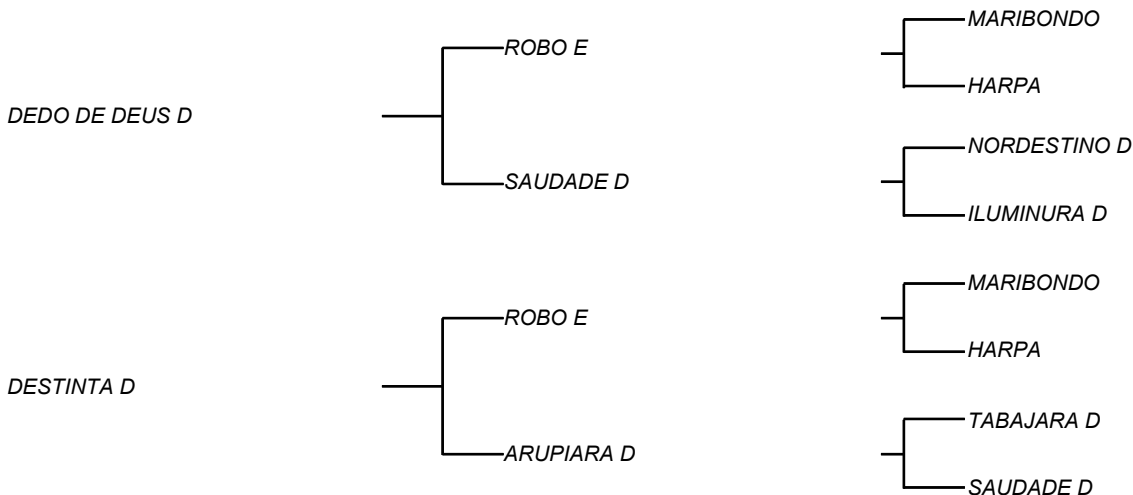 MARIBONDO
ROBO E
HARPA
DEDO DE DEUS D
NORDESTINO D
SAUDADE D
ILUMINURA D
MARIBONDO
ROBO E
HARPA
DESTINTA D
TABAJARA D
ARUPIARA D
SAUDADE D